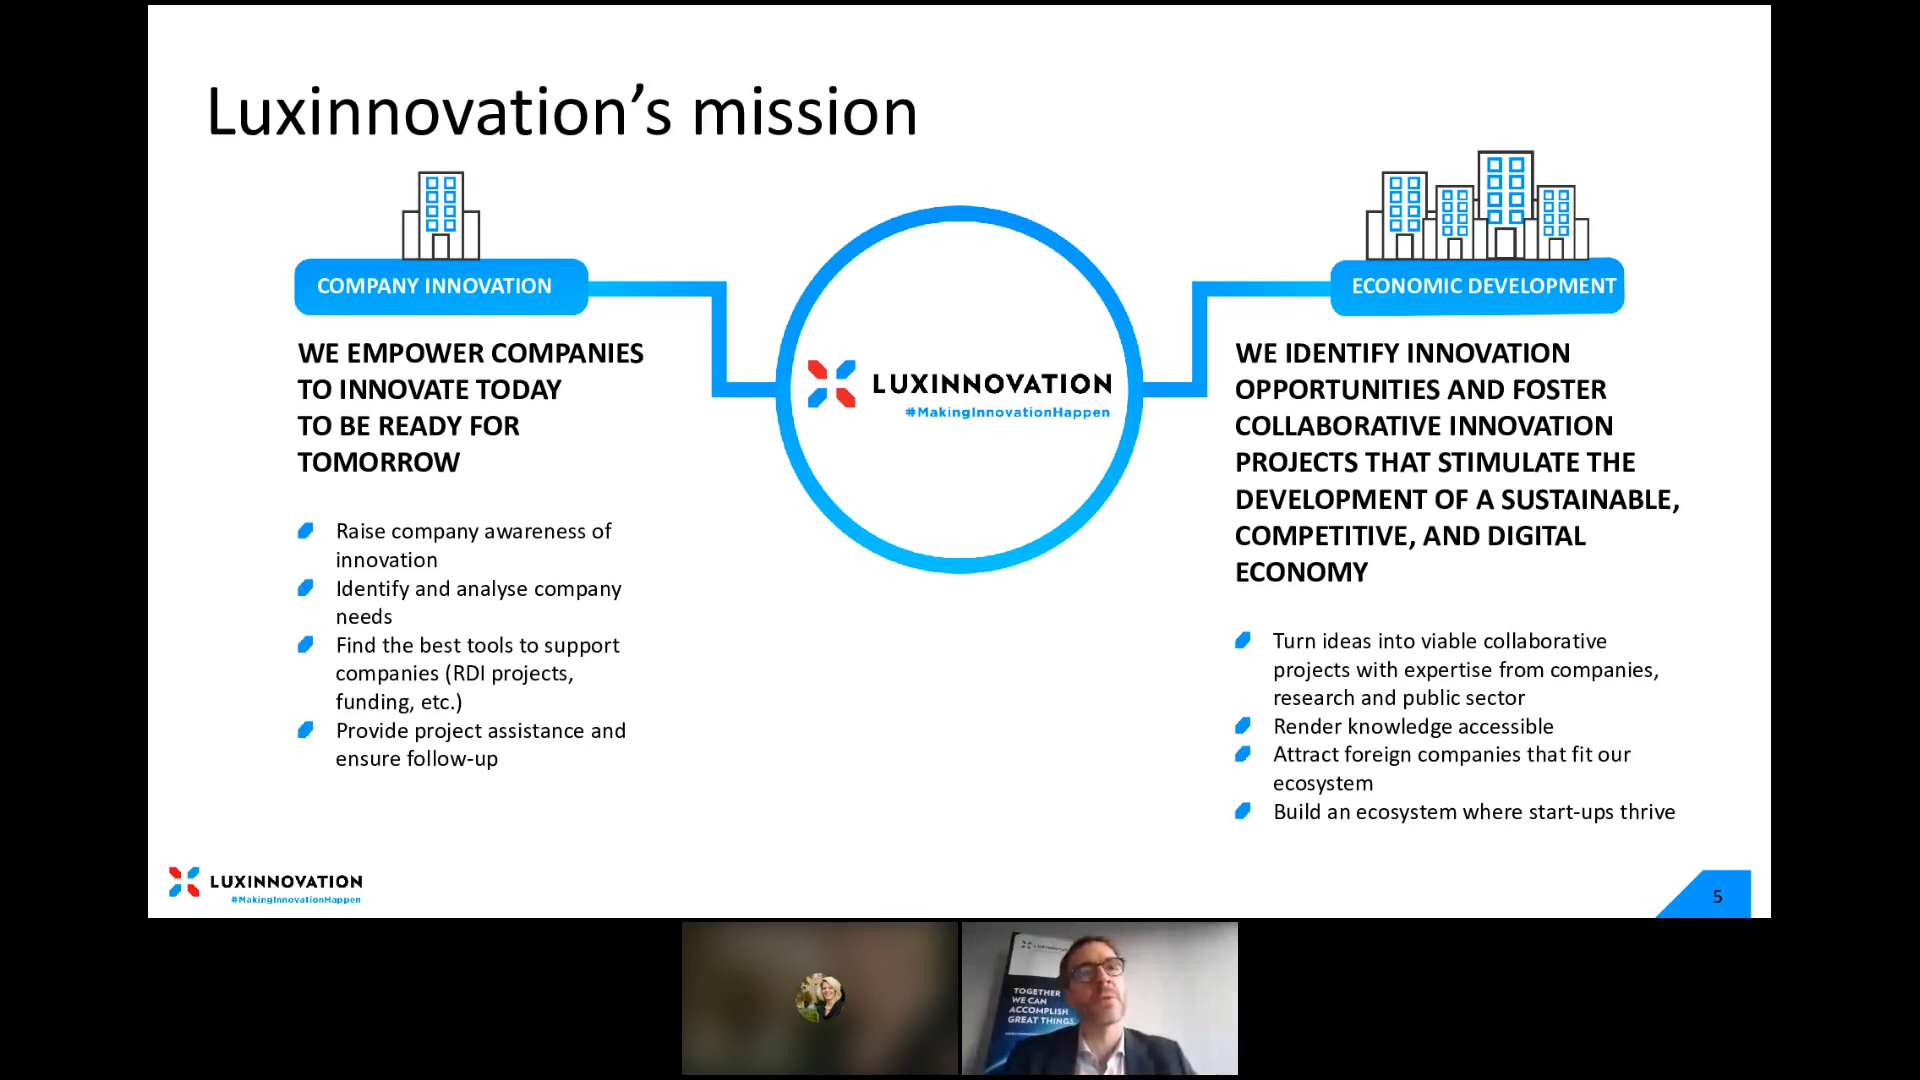 Luxinnovation’s mission
COMPANY INNOVATION
WE EMPOWER COMPANIES
TO INNOVATE TODAY
TO BE READY FOR
TOMORROW
Raise company awareness of
innovation
Identify and analyse company
needs
Find the best tools to support
companies (RDI projects,
funding, etc.)
Provide project assistance and
ensure follow-up
LUXINNOVATION
#MakingInnovationHappen
ECONOMIC DEVELOPMENT
WE IDENTIFY INNOVATION
OPPORTUNITIES AND FOSTER
COLLABORATIVE INNOVATION
PROJECTS THAT STIMULATE THE
DEVELOPMENT OF A SUSTAINABLE,
COMPETITIVE, AND DIGITAL
ECONOMY
Turn ideas into viable collaborative
projects with expertise from companies,
research and public sector
Render knowledge accessible
Attract foreign companies that fit our
ecosystem
Build an ecosystem where start-ups thrive
LUXINNOVATION
#MakingInnovationHappen
5
TOGETHER
WE CAN
ACCOMPLISH
GREAT THINGS